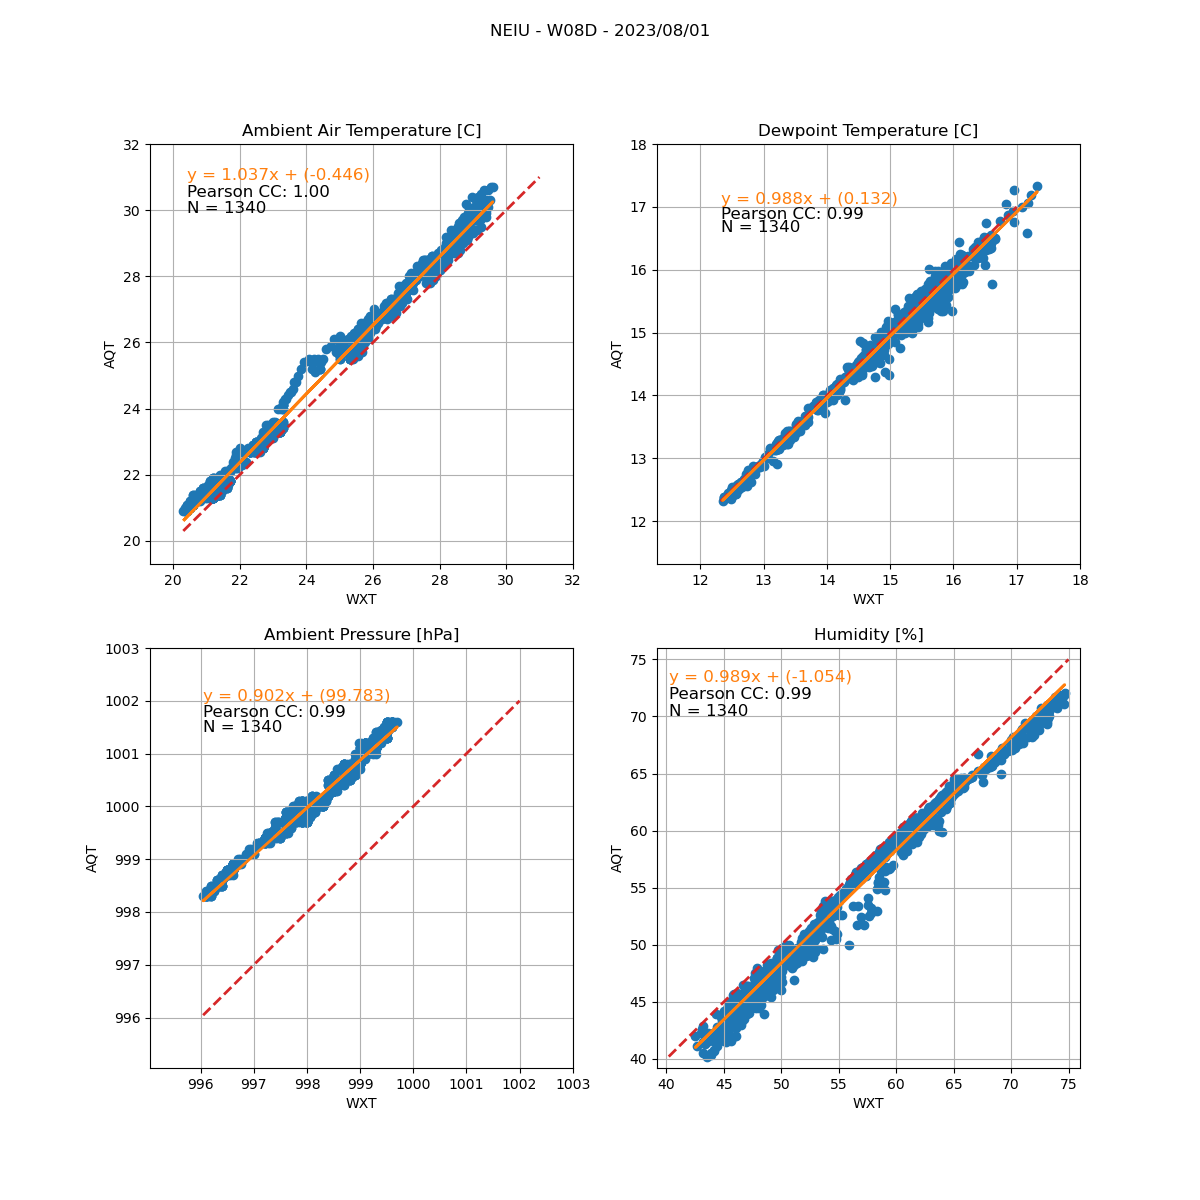 NEIU - W08D - 2023/08/01
Ambient Air Temperature [C]
y = 1.037x + (-0.446)
Pearson CC: 1.00
N = 1340
32
30
28
26
24
22
20
AQT
20 22 24 26 28 30 32
WXT
Dewpoint Temperature [C]
y = 0.988x + (0.132)
Pearson CC: 0.99
N = 1340
18
17
16
15
14
13
12
AQT
12 13 14 15 16 17 18
WXT
Ambient Pressure [hPa]
y = 0.902x + (99.783)
Pearson CC: 0.99
N = 1340
1003
1002
1001
1000
999
998
997
996
AQT
996 997 998 999 1000 1001 1002 1003
WXT
Humidity [%]
y = 0.989x + (-1.054)
Pearson CC: 0.99
N = 1340
75
70
65
60
55
50
45
40
AQT
40 45 50 55 60 65 70 75
WXT